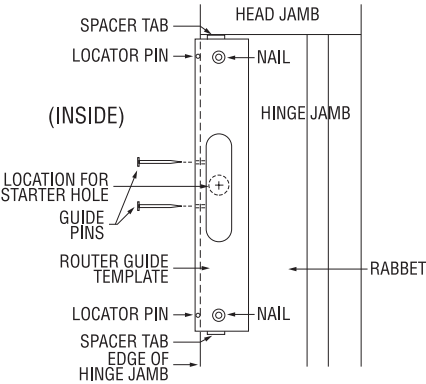 HEAD JAMB
SPACER TAB
LOCATOR PIN
NAIL
(INSIDE)
HINGE JAMB
LOCATION FOR
STARTER HOLE
GUIDE
PINS
ROUTER GUIDE
TEMPLATE
RABBET
LOCATOR PIN
NAIL
SPACER TAB
EDGE OF
HINGE JAMB